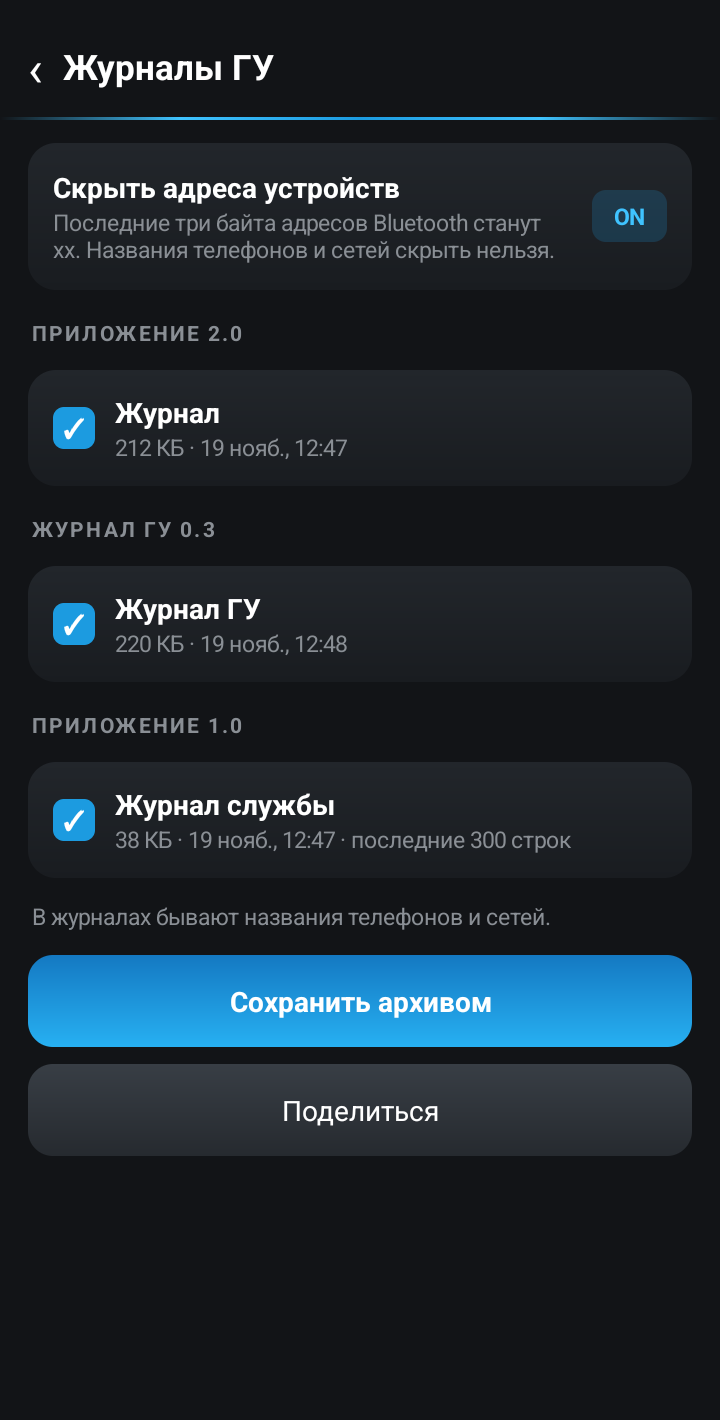 ‹ Журналы ГУ
Скрыть адреса устройств
Последние три байта адресов Bluetooth станут
xx. Названия телефонов и сетей скрыть нельзя.
ON
ПРИЛОЖЕНИЕ 2.0
✓ Журнал
212 КБ · 19 нояб., 12:47
ЖУРНАЛ ГУ 0.3
✓ Журнал ГУ
220 КБ · 19 нояб., 12:48
ПРИЛОЖЕНИЕ 1.0
✓ Журнал службы
38 КБ · 19 нояб., 12:47 · последние 300 строк
В журналах бывают названия телефонов и сетей.
Сохранить архивом
Поделиться